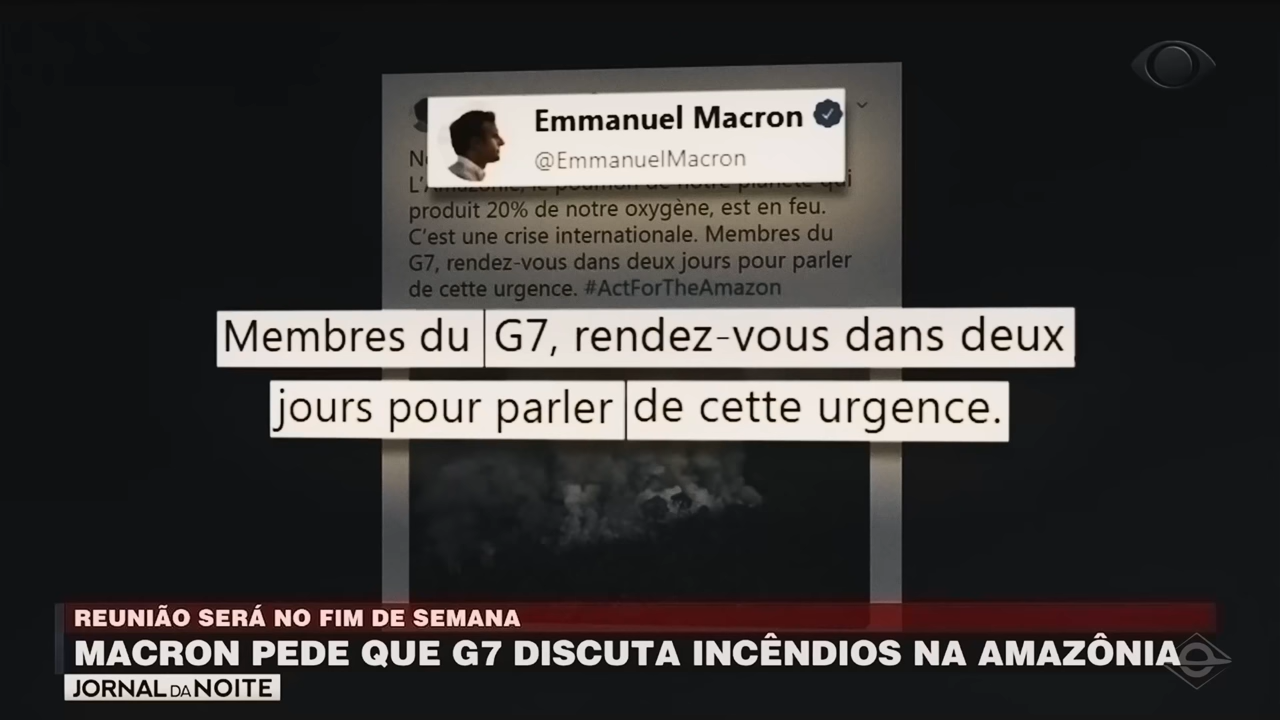 Emmanuel Macron
@EmmanuelMacron
produit 20% de notre oxygène, est en feu.
C'est une crise internationale. Membres du
G7, rendez-vous dans deux jours pour parler
de cette urgence. #ActForTheAmazon
Membres du G7, rendez-vous dans deux
jours pour parler de cette urgence.
REUNIÃO SERÁ NO FIM DE SEMANA
MACRON PEDE QUE G7 DISCUTA INCÊNDIOS NA AMAZÔNIA
JORNAL DA NOITE